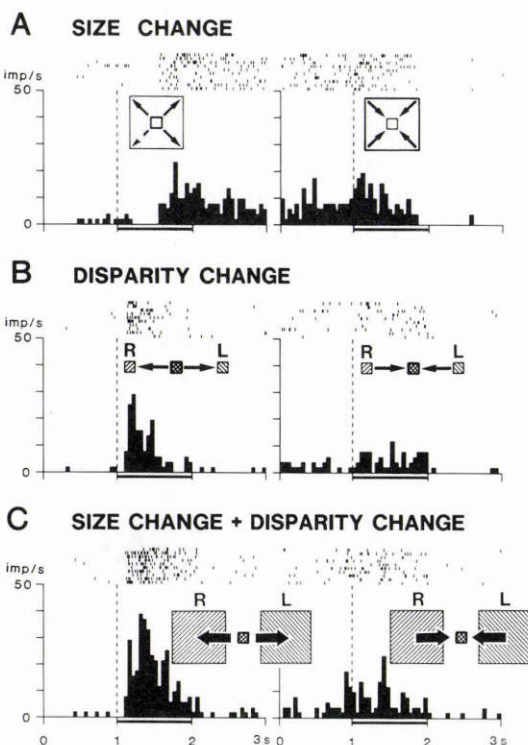 A SIZE CHANGE
imp/s
50
0
B DISPARITY CHANGE
imp/s
50
R L
R L
0
C SIZE CHANGE + DISPARITY CHANGE
imp/s
50
R L
R L
0
0 1 2 3 s
0 1 2 3 s